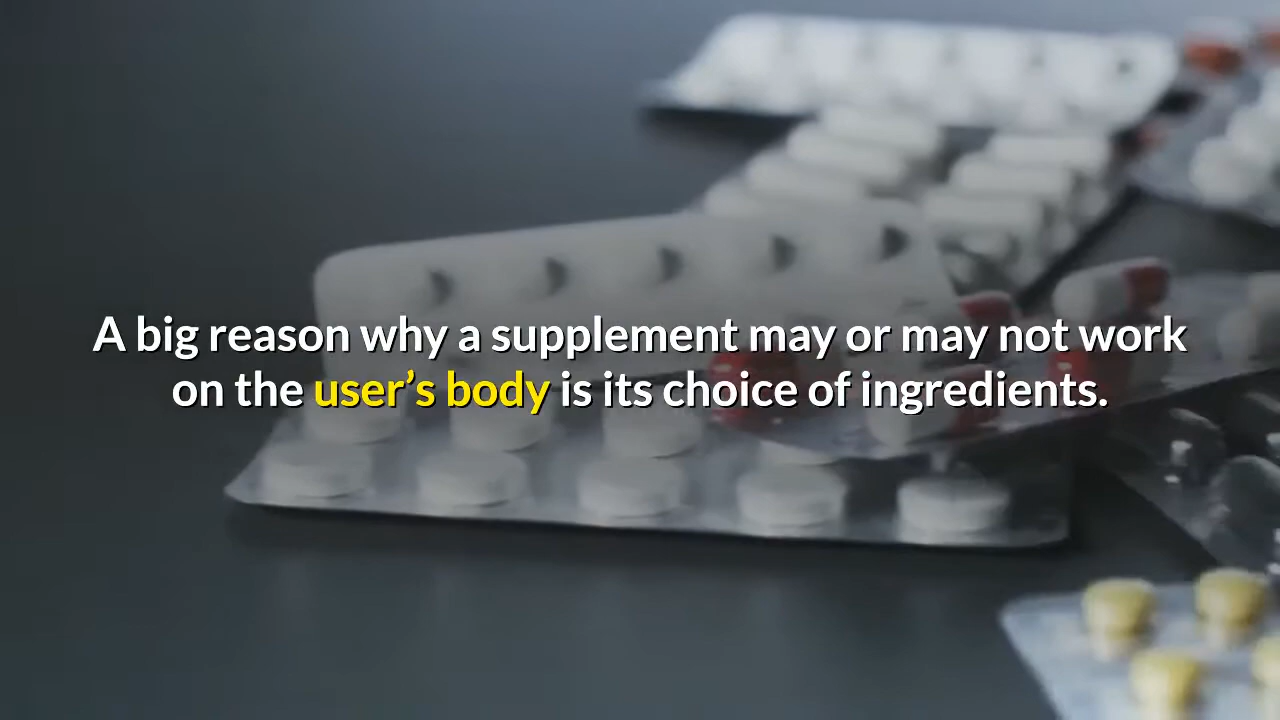 A big reason why a supplement may or may not work
on the user’s body is its choice of ingredients.